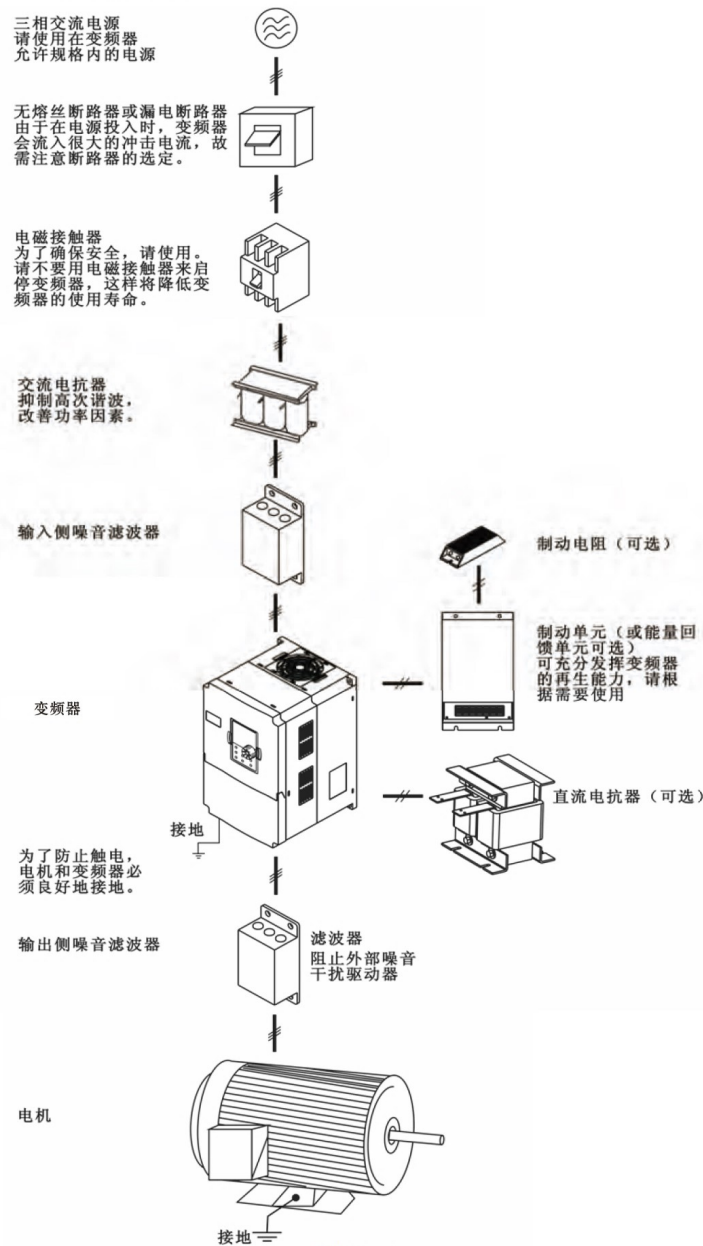 三相交流电源
请使用在变频器
允许规格内的电源
无熔丝断路器或漏电断路器
由于在电源投入时，变频器
会流入很大的冲击电流，故
需注意断路器的选定。
电磁接触器
为了确保安全，请使用。
请不要用电磁接触器来启
停变频器，这样将降低变
频器的使用寿命。
交流电抗器
抑制高次谐波，
改善功率因素。
输入侧噪音滤波器
制动电阻（可选）
制动单元（或能量回
馈单元可选）
可充分发挥变频器
的再生能力，请根
据需要使用
变频器
直流电抗器（可选）
接地
为了防止触电，
电机和变频器必
须良好地接地。
输出侧噪音滤波器
滤波器
阻止外部噪音
干扰驱动器
电机
接地